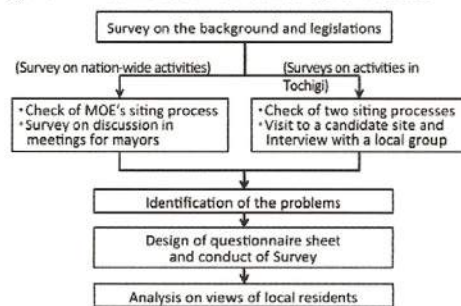 Survey on the background and legislations
(Survey on nation-wide activities)
(Surveys on activities in
Tochigi)
・Check of MOE's siting process
・Survey on discussion in
meetings for mayors
・Check of two siting processes
・Visit to a candidate site and
Interview with a local group
Identification of the problems
Design of questionnaire sheet
and conduct of Survey
Analysis on views of local residents